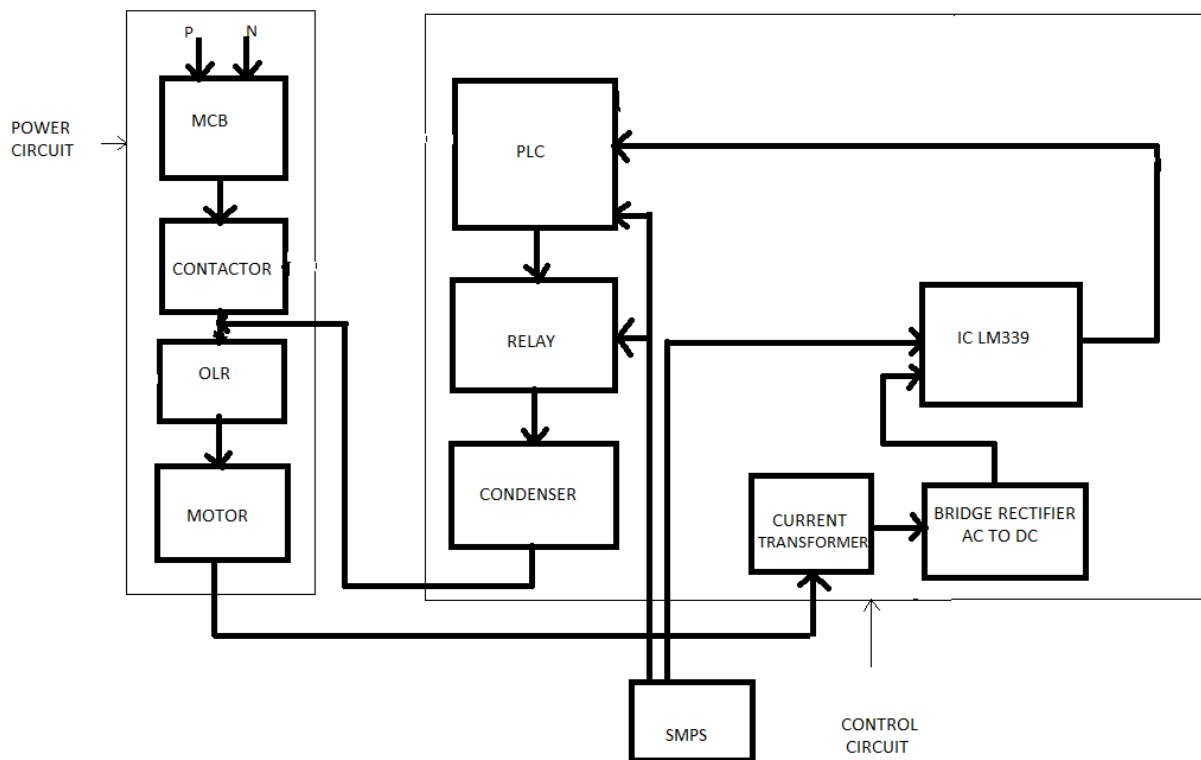 P
N
MCB
POWER
CIRCUIT
CONTACTOR
OLR
MOTOR
PLC
RELAY
CONDENSER
IC LM339
CURRENT
TRANSFORMER
BRIDGE RECTIFIER
AC TO DC
SMPS
CONTROL
CIRCUIT